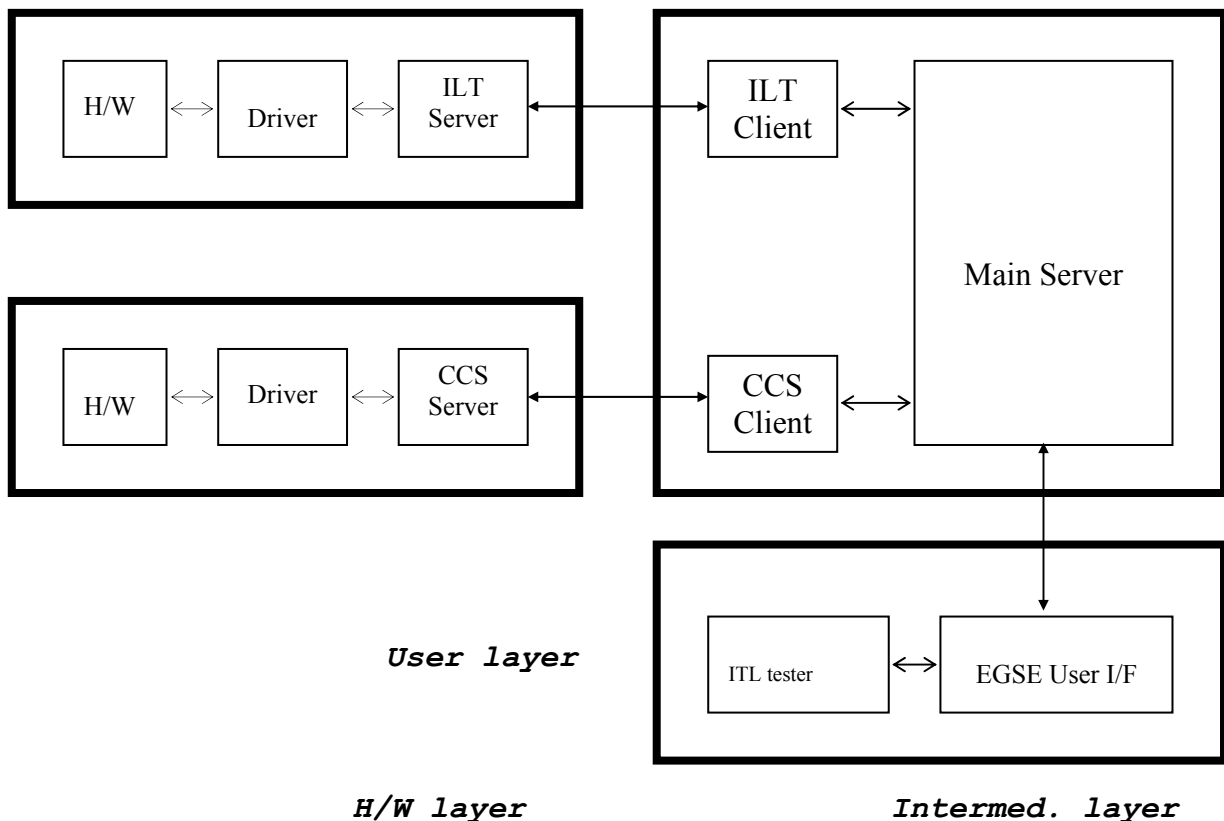 H/W
Driver
ILT
Server
ILT
Client
Main Server
H/W
Driver
CCS
Server
CCS
Client
User layer
ITL tester
EGSE User I/F
H/W layer
Intermed. layer